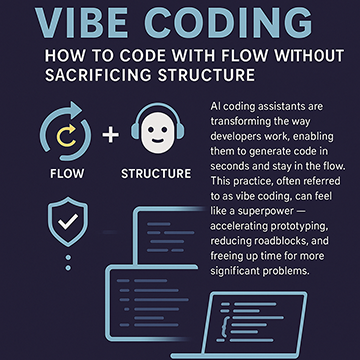 VIBE CODING
HOW TO CODE WITH FLOW WITHOUT
SACRIFICING STRUCTURE
FLOW
+
STRUCTURE
AI coding assistants are
transforming the way
developers work, enabling
them to generate code in
seconds and stay in the flow.
This practice, often referred
to as vibe coding, can feel
like a superpower —
accelerating prototyping,
reducing roadblocks, and
freeing up time for more
significant problems.